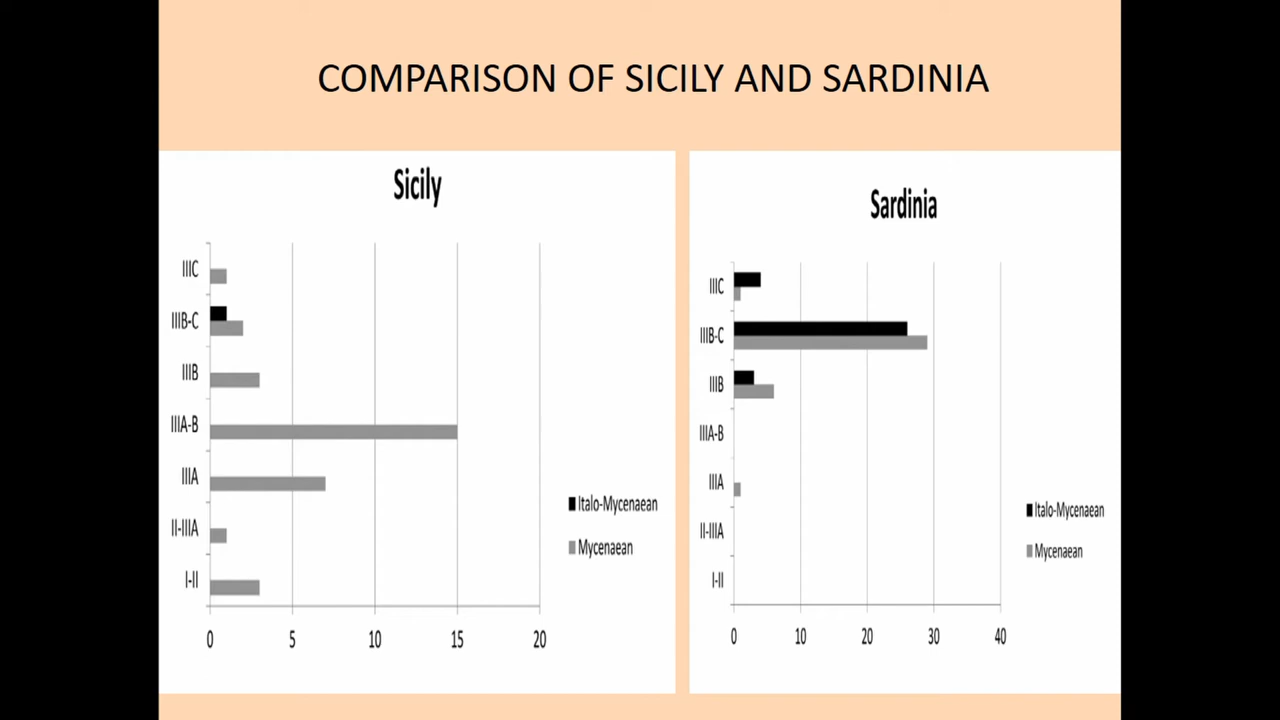 COMPARISON OF SICILY AND SARDINIA
Sicily
IIIC
IIIB-C
IIIB
IIIA-B
IIIA
II-IIIA
I-II
0 5 10 15 20
Italo-Mycenaean
Mycenaean
Sardinia
IIIC
IIIB-C
IIIB
IIIA-B
IIIA
II-IIIA
I-II
0 10 20 30 40
Italo-Mycenaean
Mycenaean